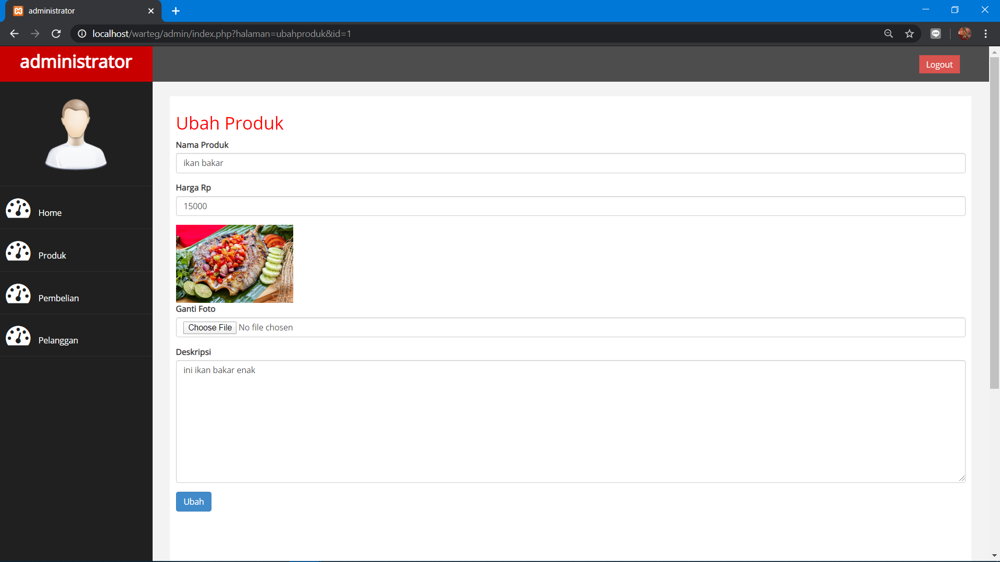 administrator
localhost/warteg/admin/index.php?halaman=ubahproduk&id=1
administrator
Logout
Home
Produk
Pembelian
Pelanggan
Ubah Produk
Nama Produk
ikan bakar
Harga Rp
15000
Ganti Foto
Choose File No file chosen
Deskripsi
ini ikan bakar enak
Ubah